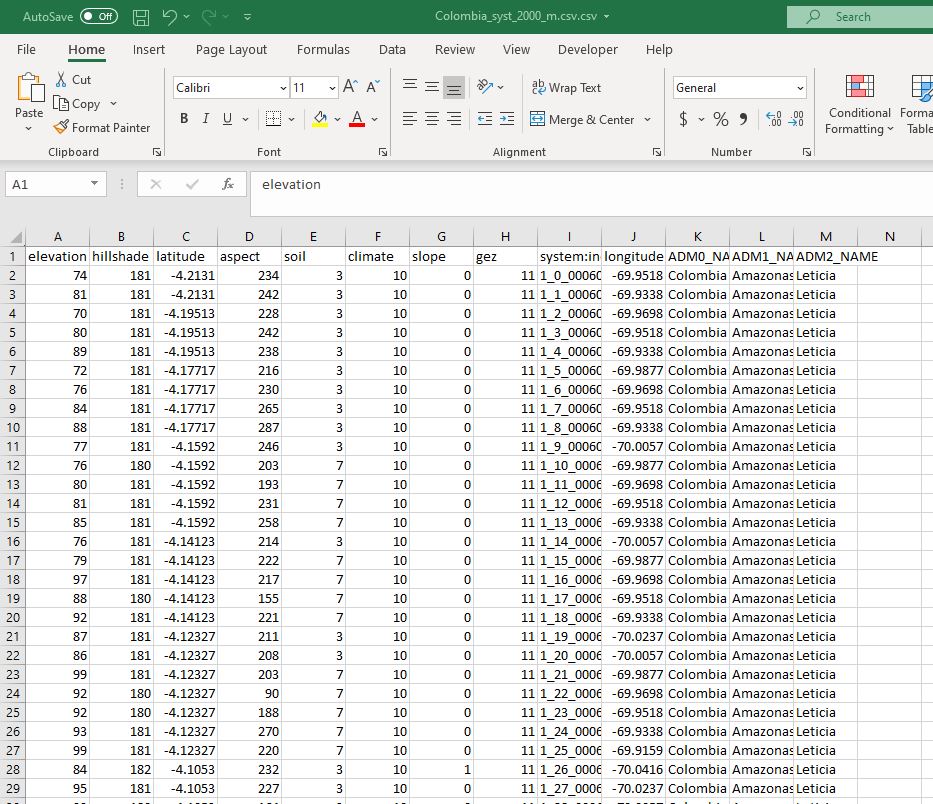 AutoSave Off Colombia_syst_2000_m.csv.csv Search
File Home Insert Page Layout Formulas Data Review View Developer Help
Cut
Copy
Format Painter
Paste
Calibri 11
B I U A
Wrap Text
Merge & Center
General
$ % 9 .00
Conditional Formatting
Clipboard Font Alignment Number
A1 fx elevation
A B C D E F G H I J K L M N
1 elevation hillshade latitude aspect soil climate slope gez system:in longitude ADM0_NA ADM1_NA ADM2_NAME
2 74 181 -4.2131 234 3 10 0 11 1_0_00060 -69.9518 Colombia Amazonas Leticia
3 81 181 -4.2131 242 3 10 0 11 1_1_00060 -69.9338 Colombia Amazonas Leticia
4 70 181 -4.19513 228 3 10 0 11 1_2_00060 -69.9698 Colombia Amazonas Leticia
5 80 181 -4.19513 242 3 10 0 11 1_3_00060 -69.9518 Colombia Amazonas Leticia
6 89 181 -4.19513 238 3 10 0 11 1_4_00060 -69.9338 Colombia Amazonas Leticia
7 72 181 -4.17717 216 3 10 0 11 1_5_00060 -69.9877 Colombia Amazonas Leticia
8 76 181 -4.17717 230 3 10 0 11 1_6_00060 -69.9698 Colombia Amazonas Leticia
9 84 181 -4.17717 265 3 10 0 11 1_7_00060 -69.9518 Colombia Amazonas Leticia
10 88 181 -4.17717 287 3 10 0 11 1_8_00060 -69.9338 Colombia Amazonas Leticia
11 77 181 -4.1592 246 3 10 0 11 1_9_00060 -70.0057 Colombia Amazonas Leticia
12 76 180 -4.1592 203 7 10 0 11 1_10_0006 -69.9877 Colombia Amazonas Leticia
13 80 181 -4.1592 193 7 10 0 11 1_11_0006 -69.9698 Colombia Amazonas Leticia
14 81 181 -4.1592 231 7 10 0 11 1_12_0006 -69.9518 Colombia Amazonas Leticia
15 85 181 -4.1592 258 7 10 0 11 1_13_0006 -69.9338 Colombia Amazonas Leticia
16 76 181 -4.14123 214 3 10 0 11 1_14_0006 -70.0057 Colombia Amazonas Leticia
17 79 181 -4.14123 222 7 10 0 11 1_15_0006 -69.9877 Colombia Amazonas Leticia
18 97 181 -4.14123 217 7 10 0 11 1_16_0006 -69.9698 Colombia Amazonas Leticia
19 88 180 -4.14123 155 7 10 0 11 1_17_0006 -69.9518 Colombia Amazonas Leticia
20 92 181 -4.14123 221 7 10 0 11 1_18_0006 -69.9338 Colombia Amazonas Leticia
21 87 181 -4.12327 211 3 10 0 11 1_19_0006 -70.0237 Colombia Amazonas Leticia
22 86 181 -4.12327 208 3 10 0 11 1_20_0006 -70.0057 Colombia Amazonas Leticia
23 99 181 -4.12327 203 7 10 0 11 1_21_0006 -69.9877 Colombia Amazonas Leticia
24 92 180 -4.12327 90 7 10 0 11 1_22_0006 -69.9698 Colombia Amazonas Leticia
25 92 180 -4.12327 188 7 10 0 11 1_23_0006 -69.9518 Colombia Amazonas Leticia
26 93 181 -4.12327 270 7 10 0 11 1_24_0006 -69.9338 Colombia Amazonas Leticia
27 99 181 -4.12327 220 7 10 0 11 1_25_0006 -69.9159 Colombia Amazonas Leticia
28 84 182 -4.1053 232 3 10 1 11 1_26_0006 -70.0416 Colombia Amazonas Leticia
29 95 181 -4.1053 227 3 10 0 11 1_27_0006 -70.0237 Colombia Amazonas Leticia